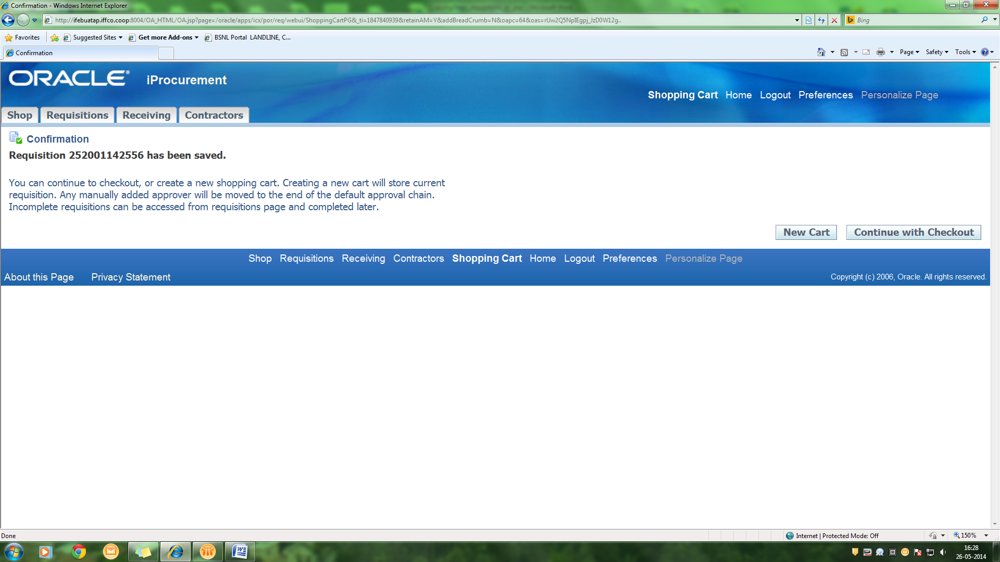 Confirmation - Windows Internet Explorer
http://ifebuatap.iffco.coop:8004/OA_HTML/OA.jsp?page=/oracle/apps/icx/por/req/webui/ShoppingCartPG&_ti=1847840939&retainAM=Y&addBreadCrumb=N&oapc=64&oas=rUw2Q5NpIEgpj_JzD0W12g..
Bing
Favorites Suggested Sites Get more Add-ons BSNL Portal LANDLINE, C...
Confirmation
Page Safety Tools
ORACLE® iProcurement
Shopping Cart Home Logout Preferences Personalize Page
Shop Requisitions Receiving Contractors
Confirmation
Requisition 252001142556 has been saved.
You can continue to checkout, or create a new shopping cart. Creating a new cart will store current
requisition. Any manually added approver will be moved to the end of the default approval chain.
Incomplete requisitions can be accessed from requisitions page and completed later.
New Cart Continue with Checkout
Shop Requisitions Receiving Contractors Shopping Cart Home Logout Preferences Personalize Page
About this Page Privacy Statement Copyright (c) 2006, Oracle. All rights reserved.
Done Internet | Protected Mode: Off 150%
16:28
26-05-2014